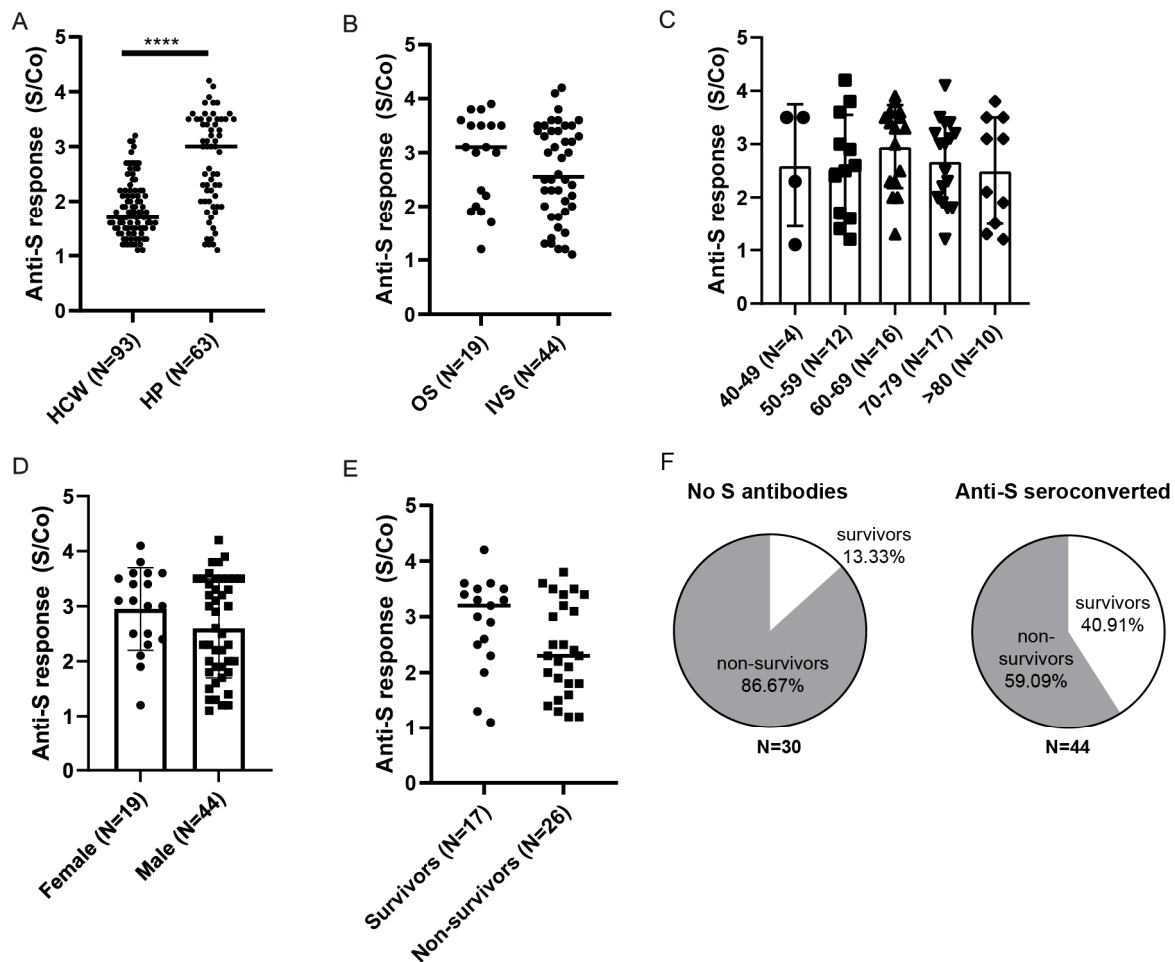 A
Anti-S response (S/Co)
5
4
3
2
1
0
****
HCW (N=93)
HP (N=63)
B
Anti-S response (S/Co)
5
4
3
2
1
0
OS (N=19)
IVS (N=44)
C
Anti-S response (S/Co)
5
4
3
2
1
0
40-49 (N=4)
50-59 (N=12)
60-69 (N=16)
70-79 (N=17)
>80 (N=10)
D
Anti-S response (S/Co)
5
4
3
2
1
0
Female (N=19)
Male (N=44)
E
Anti-S response (S/Co)
5
4
3
2
1
0
Survivors (N=17)
Non-survivors (N=26)
F
No S antibodies
survivors
13.33%
non-survivors
86.67%
N=30
Anti-S seroconverted
survivors
40.91%
non-
survivors
59.09%
N=44